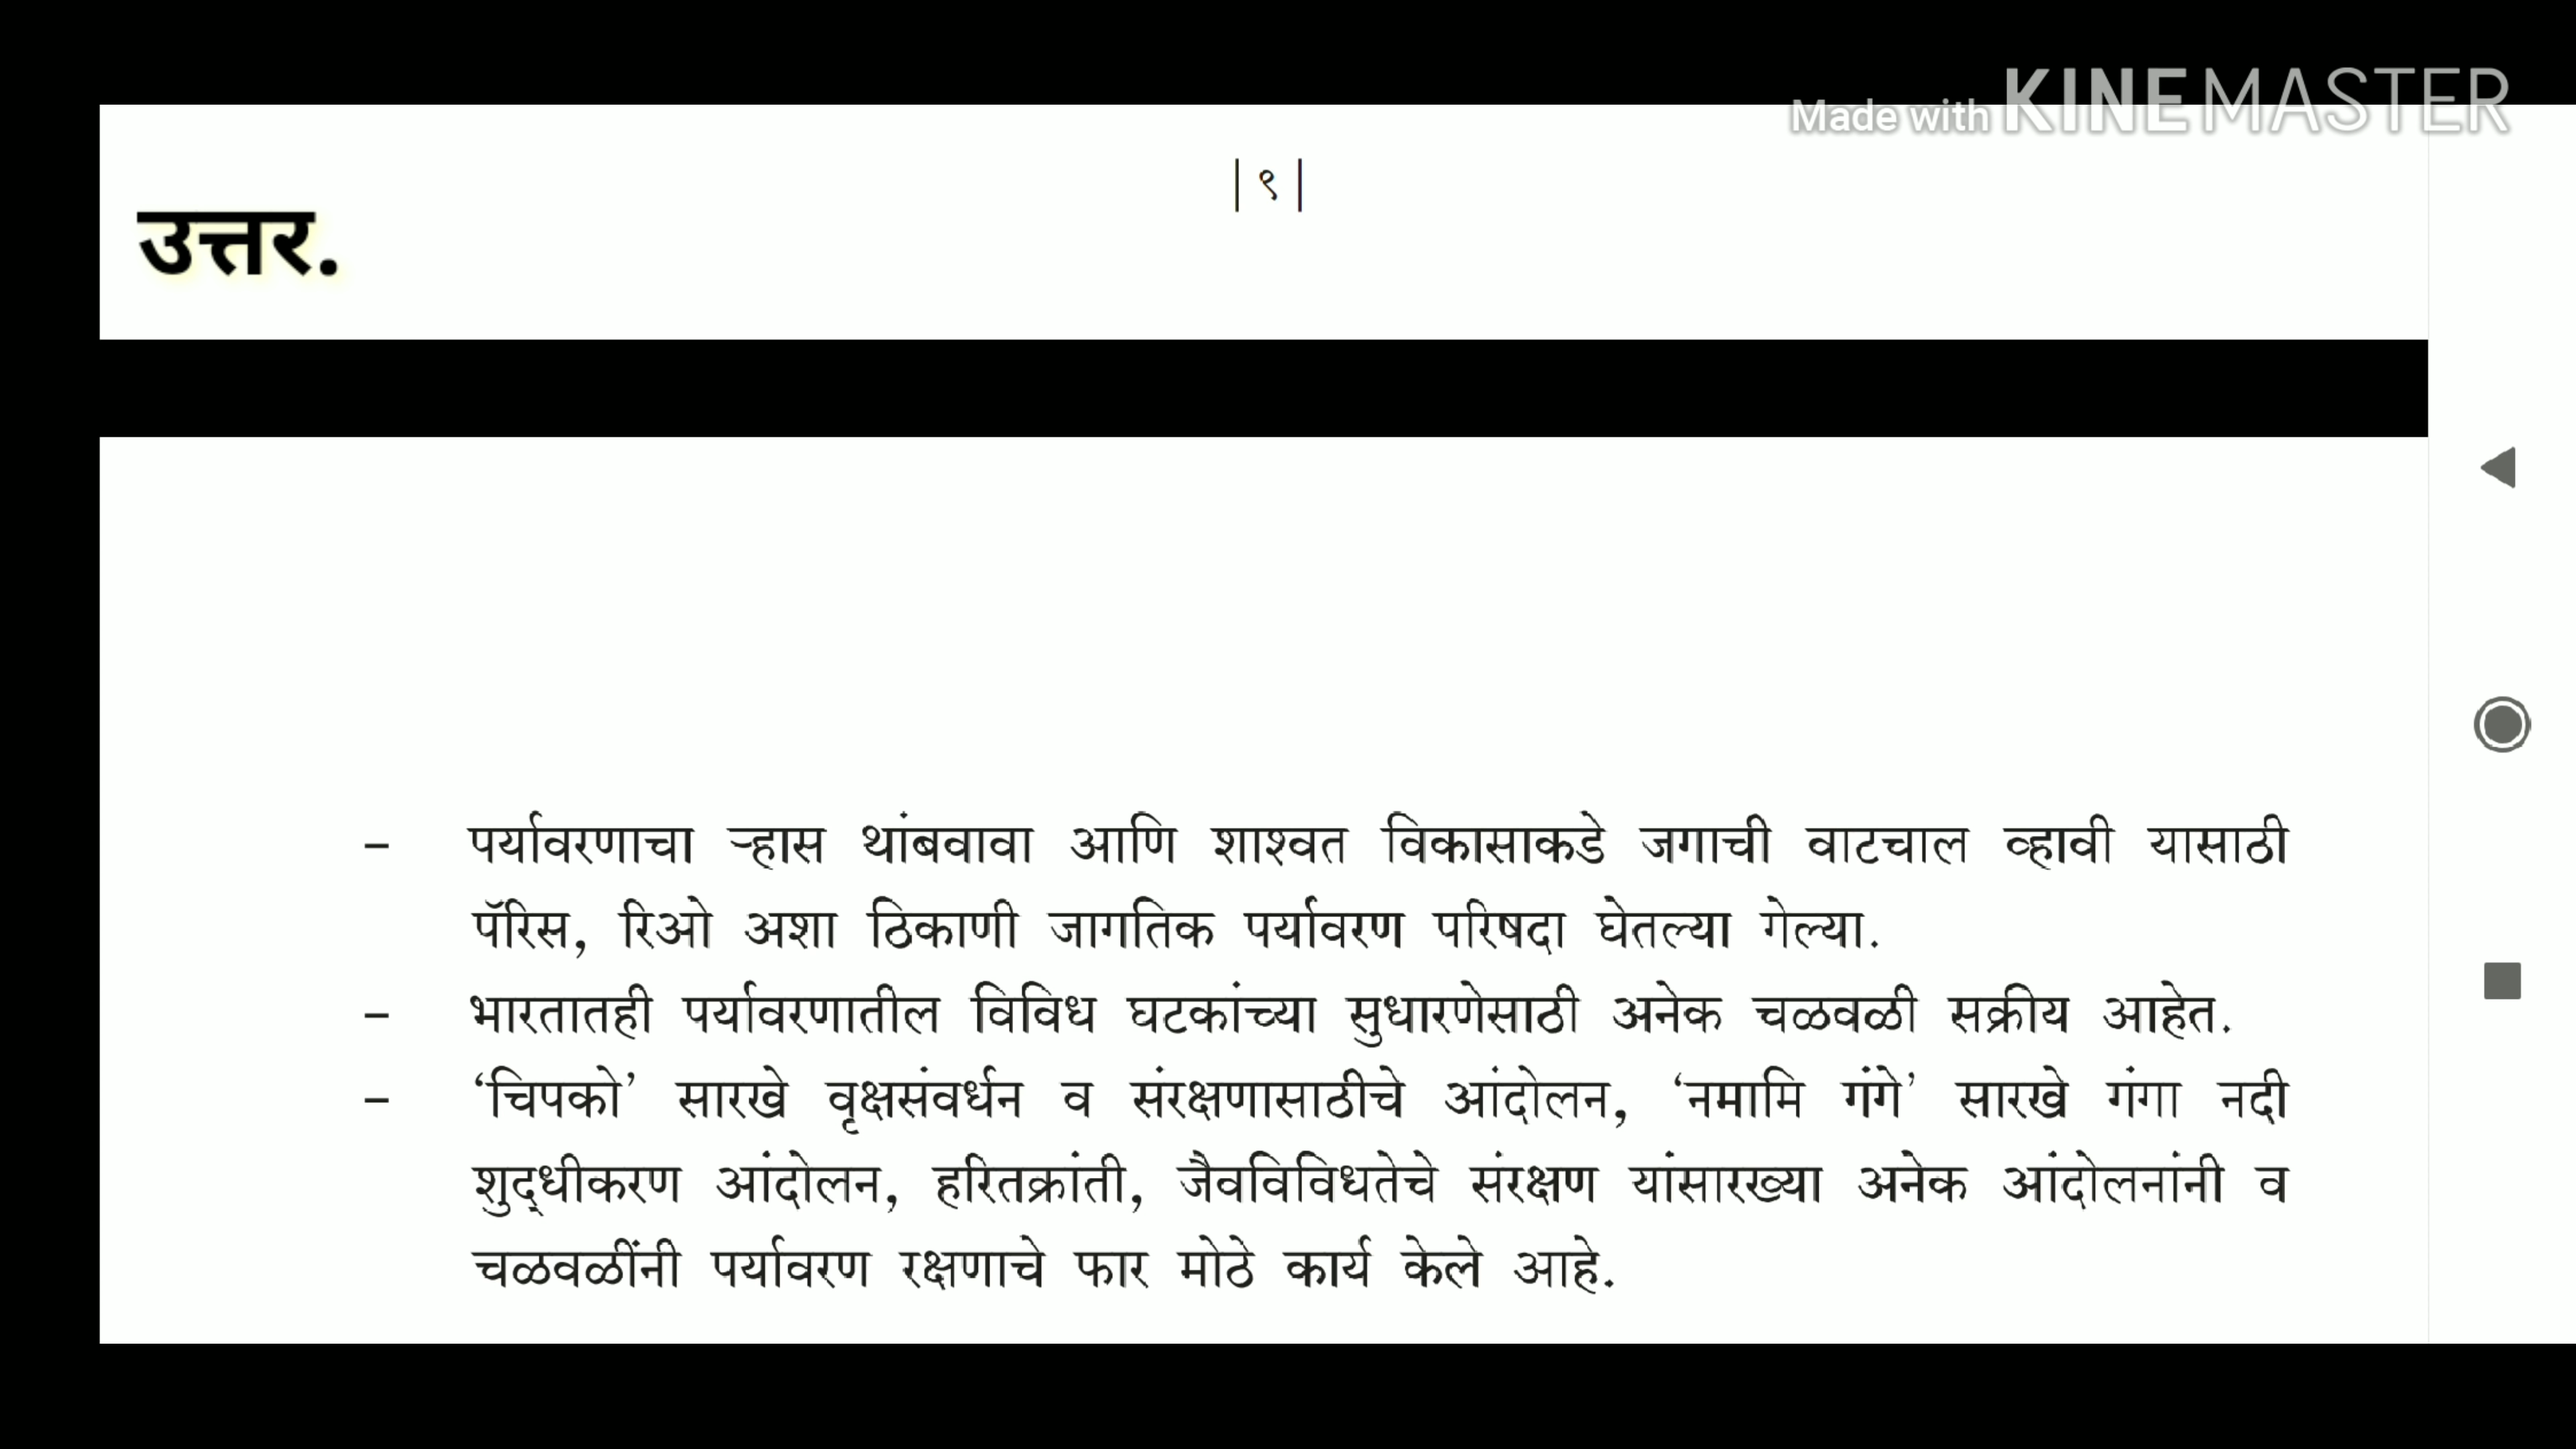 Made with KINEMASTER
| ९ |
उत्तर.
– पर्यावरणाचा ऱ्हास थांबवावा आणि शाश्वत विकासाकडे जगाची वाटचाल व्हावी यासाठी
पॅरिस, रिओ अशा ठिकाणी जागतिक पर्यावरण परिषदा घेतल्या गेल्या.
– भारतातही पर्यावरणातील विविध घटकांच्या सुधारणेसाठी अनेक चळवळी सक्रीय आहेत.
– ‘चिपको’ सारखे वृक्षसंवर्धन व संरक्षणासाठीचे आंदोलन, ‘नमामि गंगे’ सारखे गंगा नदी
शुद्धीकरण आंदोलन, हरितक्रांती, जैवविविधतेचे संरक्षण यांसारख्या अनेक आंदोलनांनी व
चळवळींनी पर्यावरण रक्षणाचे फार मोठे कार्य केले आहे.